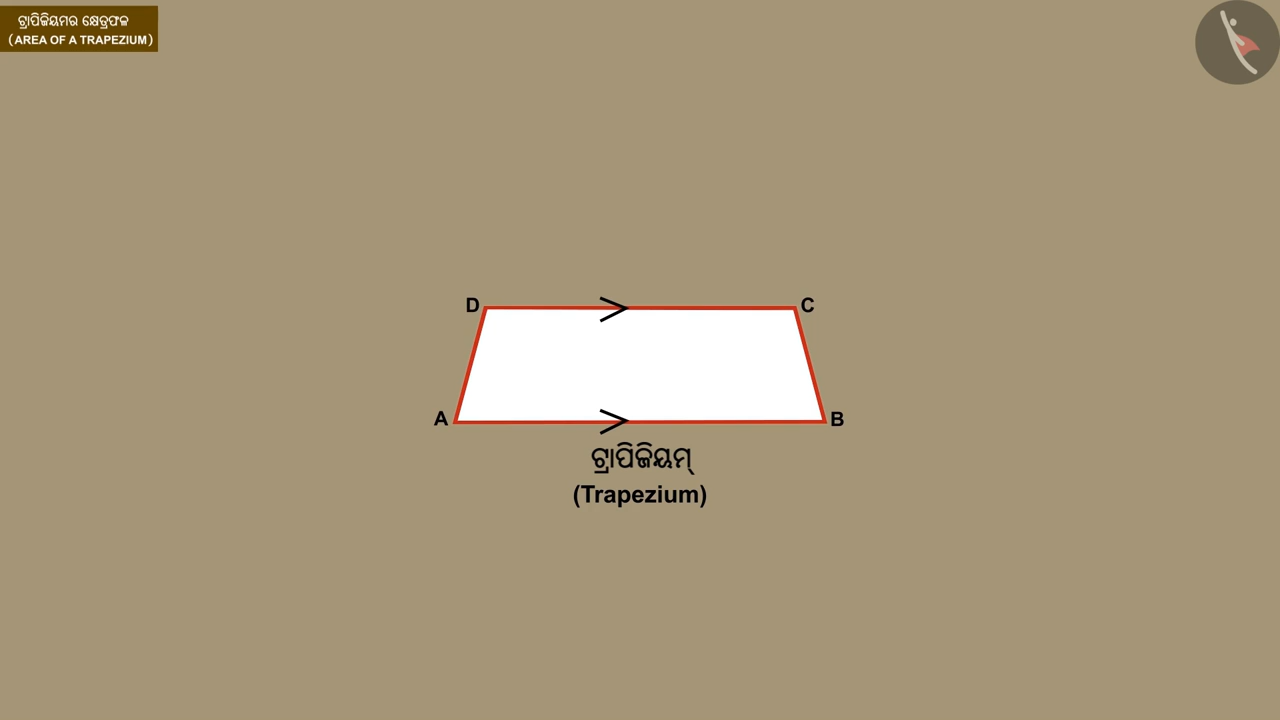 ଟ୍ରାପିଜିୟମର କ୍ଷେତ୍ରଫଳ
(AREA OF A TRAPEZIUM)
D
C
A
B
ଟ୍ରାପିଜିୟମ୍
(Trapezium)